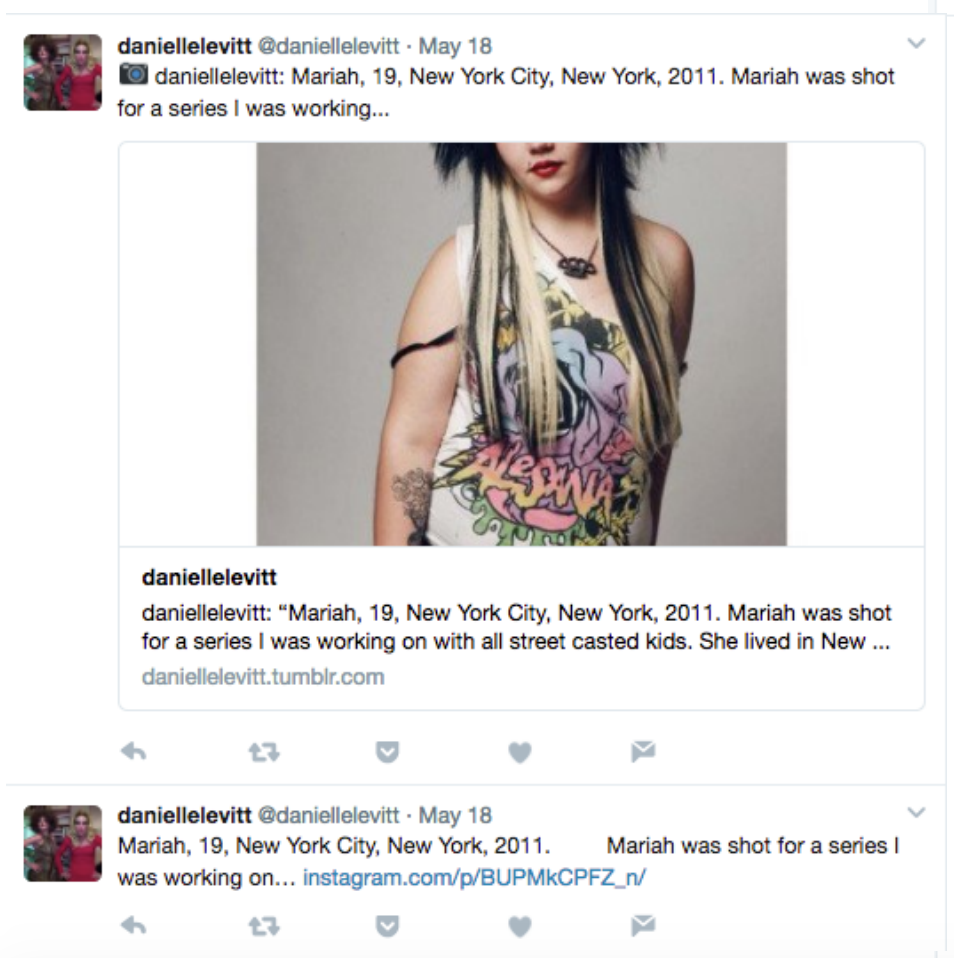 daniellelevitt @daniellelevitt · May 18
📷 daniellelevitt: Mariah, 19, New York City, New York, 2011. Mariah was shot
for a series I was working...
ALESANA
daniellelevitt
daniellelevitt: “Mariah, 19, New York City, New York, 2011. Mariah was shot
for a series I was working on with all street casted kids. She lived in New ...
daniellelevitt.tumblr.com
daniellelevitt @daniellelevitt · May 18
Mariah, 19, New York City, New York, 2011. Mariah was shot for a series I
was working on... instagram.com/p/BUPMkCPFZ_n/